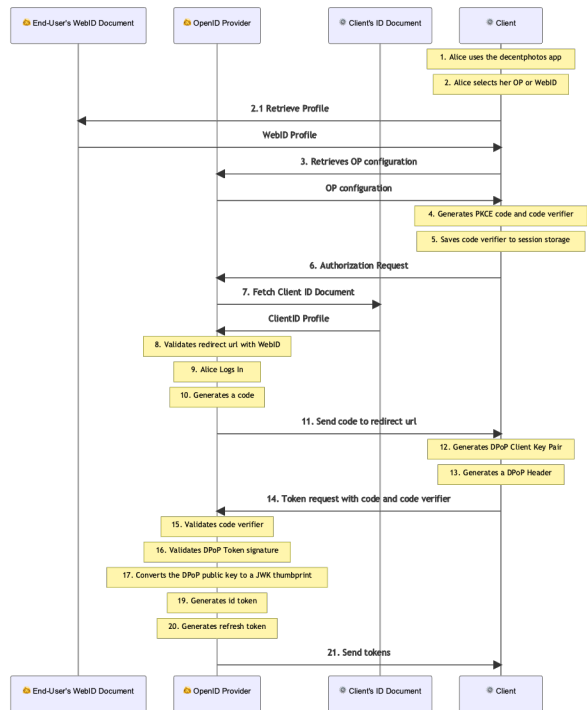 End-User's WebID Document
OpenID Provider
Client's ID Document
Client
1. Alice uses the decentphotos app
2. Alice selects her OP or WebID
2.1 Retrieve Profile
WebID Profile
3. Retrieves OP configuration
OP configuration
4. Generates PKCE code and code verifier
5. Saves code verifier to session storage
6. Authorization Request
7. Fetch Client ID Document
ClientID Profile
8. Validates redirect url with WebID
9. Alice Logs In
10. Generates a code
11. Send code to redirect url
12. Generates DPoP Client Key Pair
13. Generates a DPoP Header
14. Token request with code and code verifier
15. Validates code verifier
16. Validates DPoP Token signature
17. Converts the DPoP public key to a JWK thumbprint
19. Generates id token
20. Generates refresh token
21. Send tokens
End-User's WebID Document
OpenID Provider
Client's ID Document
Client